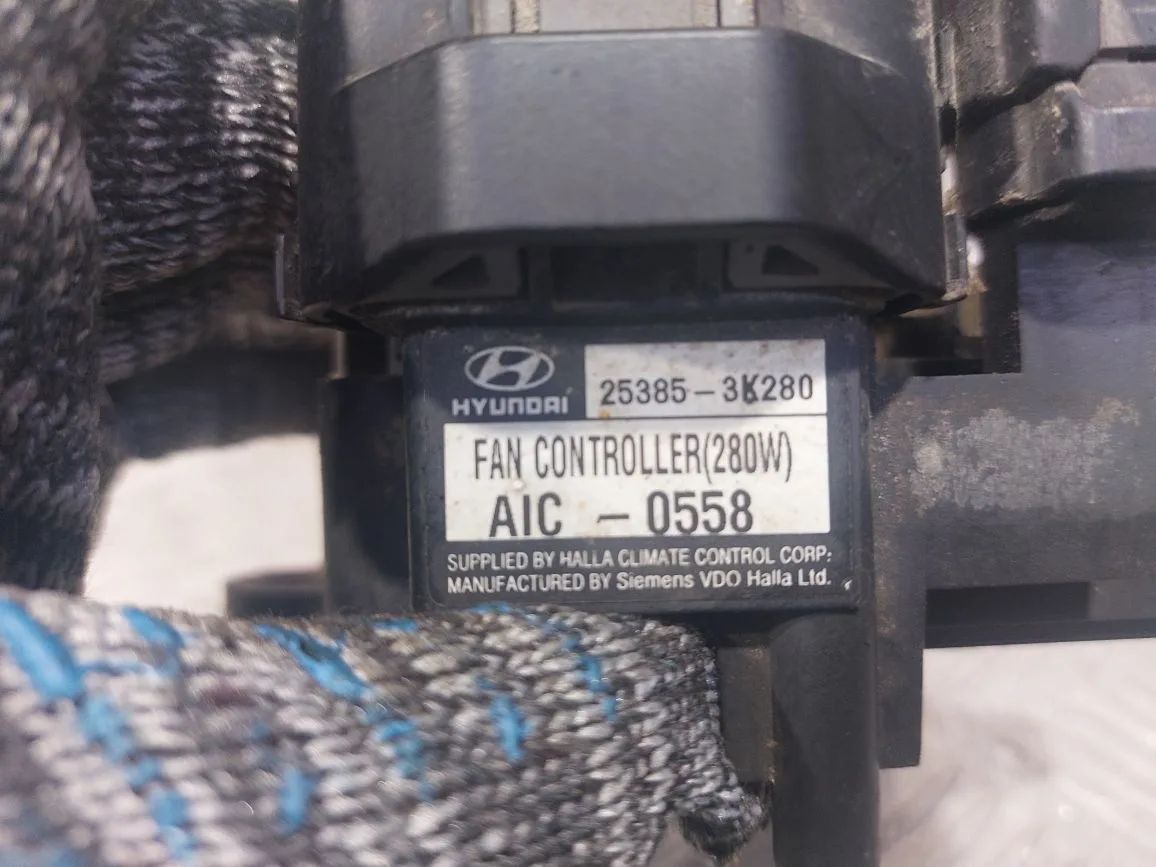 HYUNDAI
25385-3K280
FAN CONTROLLER(280W)
AIC - 0558
SUPPLIED BY HALLA CLIMATE CONTROL CORP:
MANUFACTURED BY Siemens VDO Halla Ltd.